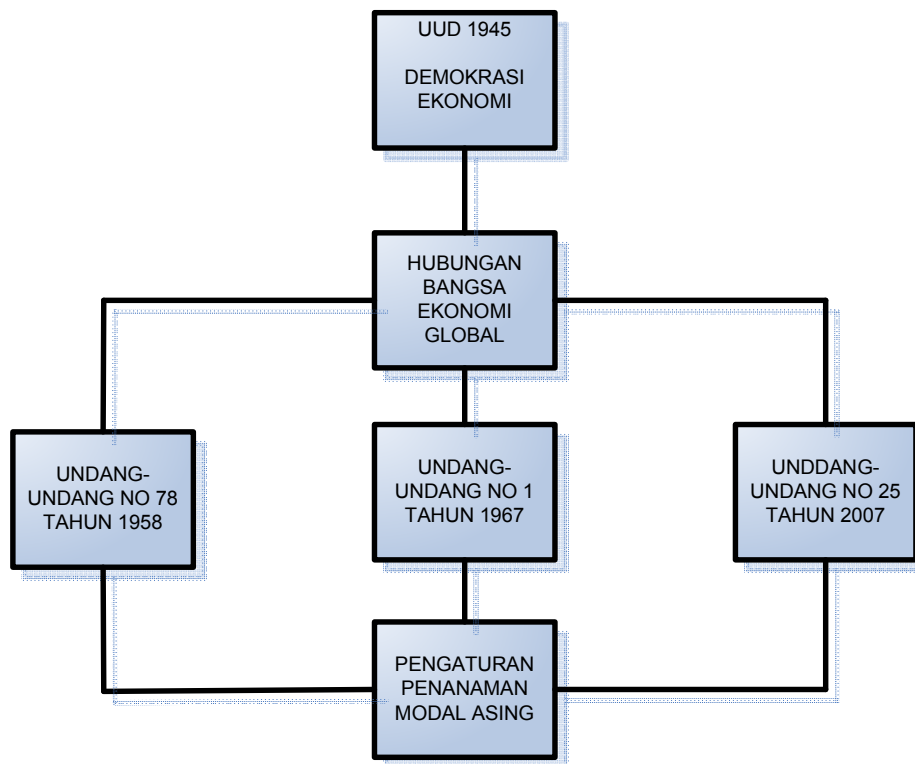 UUD 1945
DEMOKRASI
EKONOMI
HUBUNGAN
BANGSA
EKONOMI
GLOBAL
UNDANG-
UNDANG NO 78
TAHUN 1958
UNDANG-
UNDANG NO 1
TAHUN 1967
UNDDANG-
UNDANG NO 25
TAHUN 2007
PENGATURAN
PENANAMAN
MODAL ASING